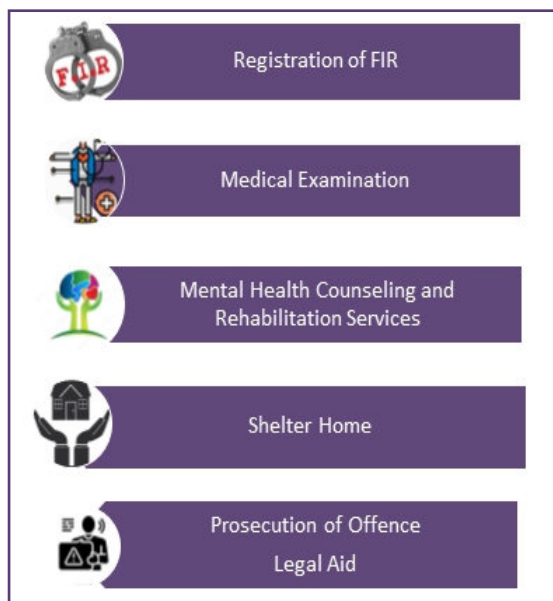 F.I.R
Registration of FIR
Medical Examination
Mental Health Counseling and
Rehabilitation Services
Shelter Home
Prosecution of Offence
Legal Aid